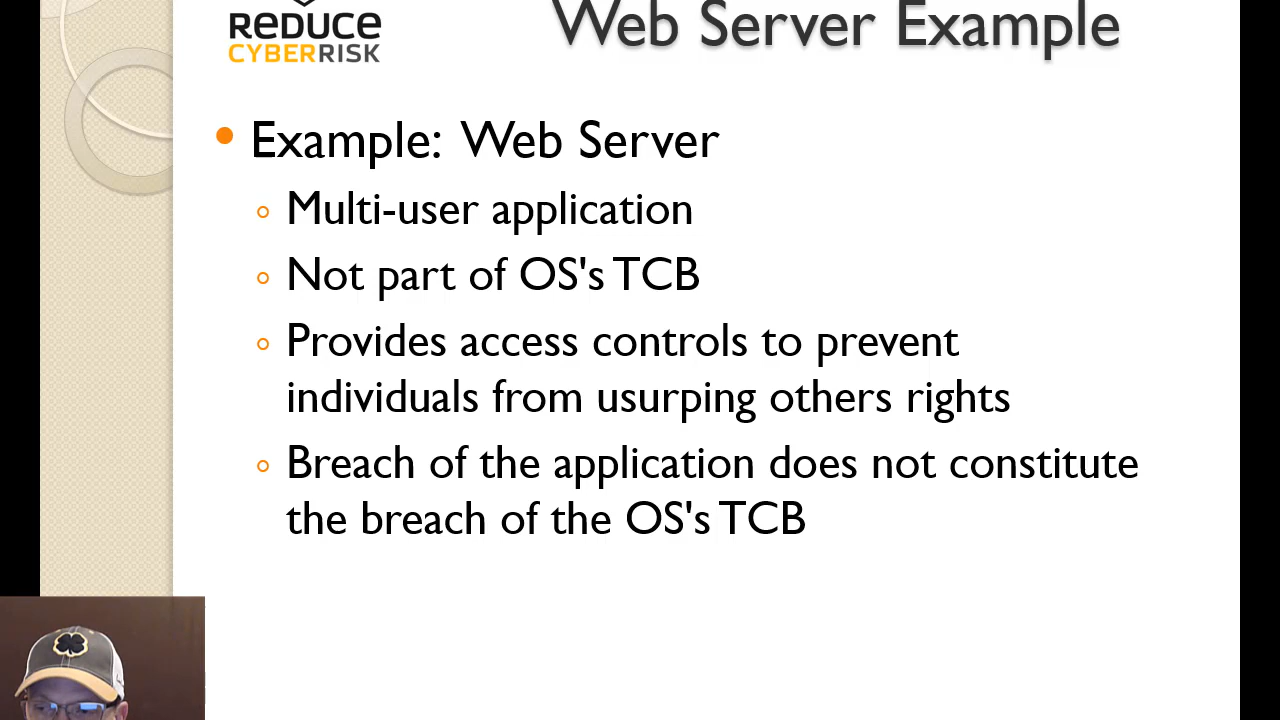 REDUCE
CYBERRISK
Web Server Example
Example: Web Server
Multi-user application
Not part of OS's TCB
Provides access controls to prevent
individuals from usurping others rights
Breach of the application does not constitute
the breach of the OS's TCB